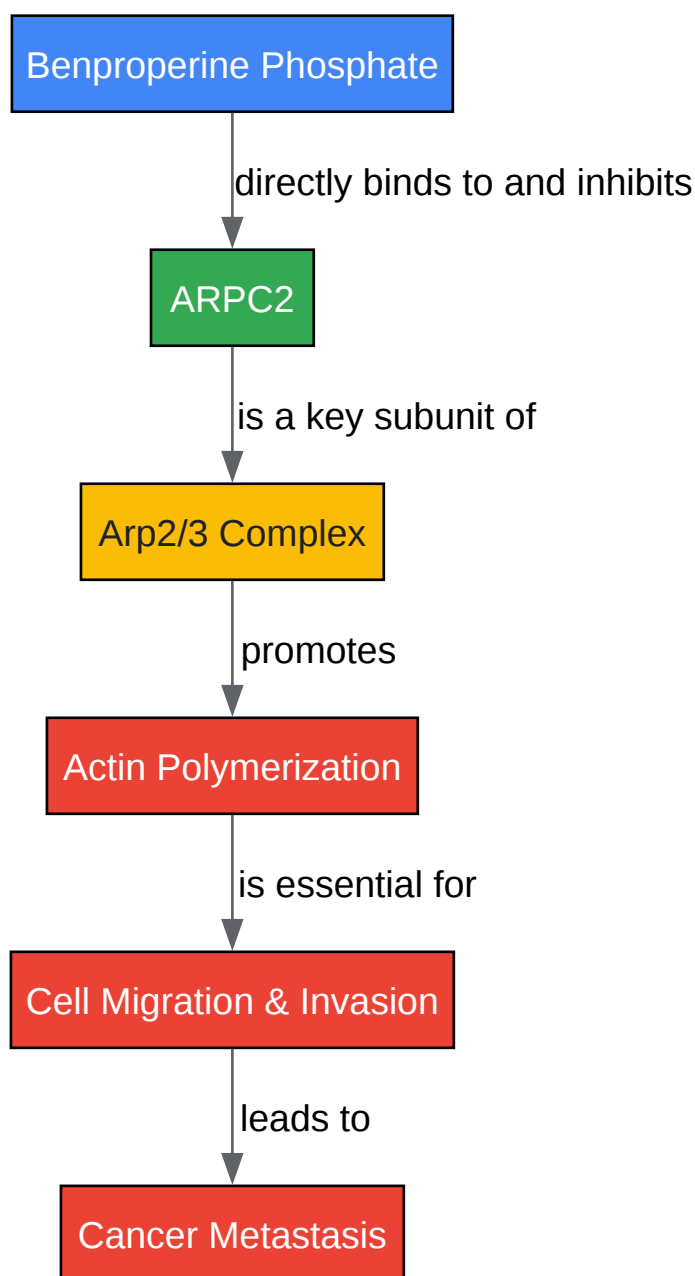 Benproperine Phosphate
directly binds to and inhibits
ARPC2
is a key subunit of
Arp2/3 Complex
promotes
Actin Polymerization
is essential for
Cell Migration & Invasion
leads to
Cancer Metastasis